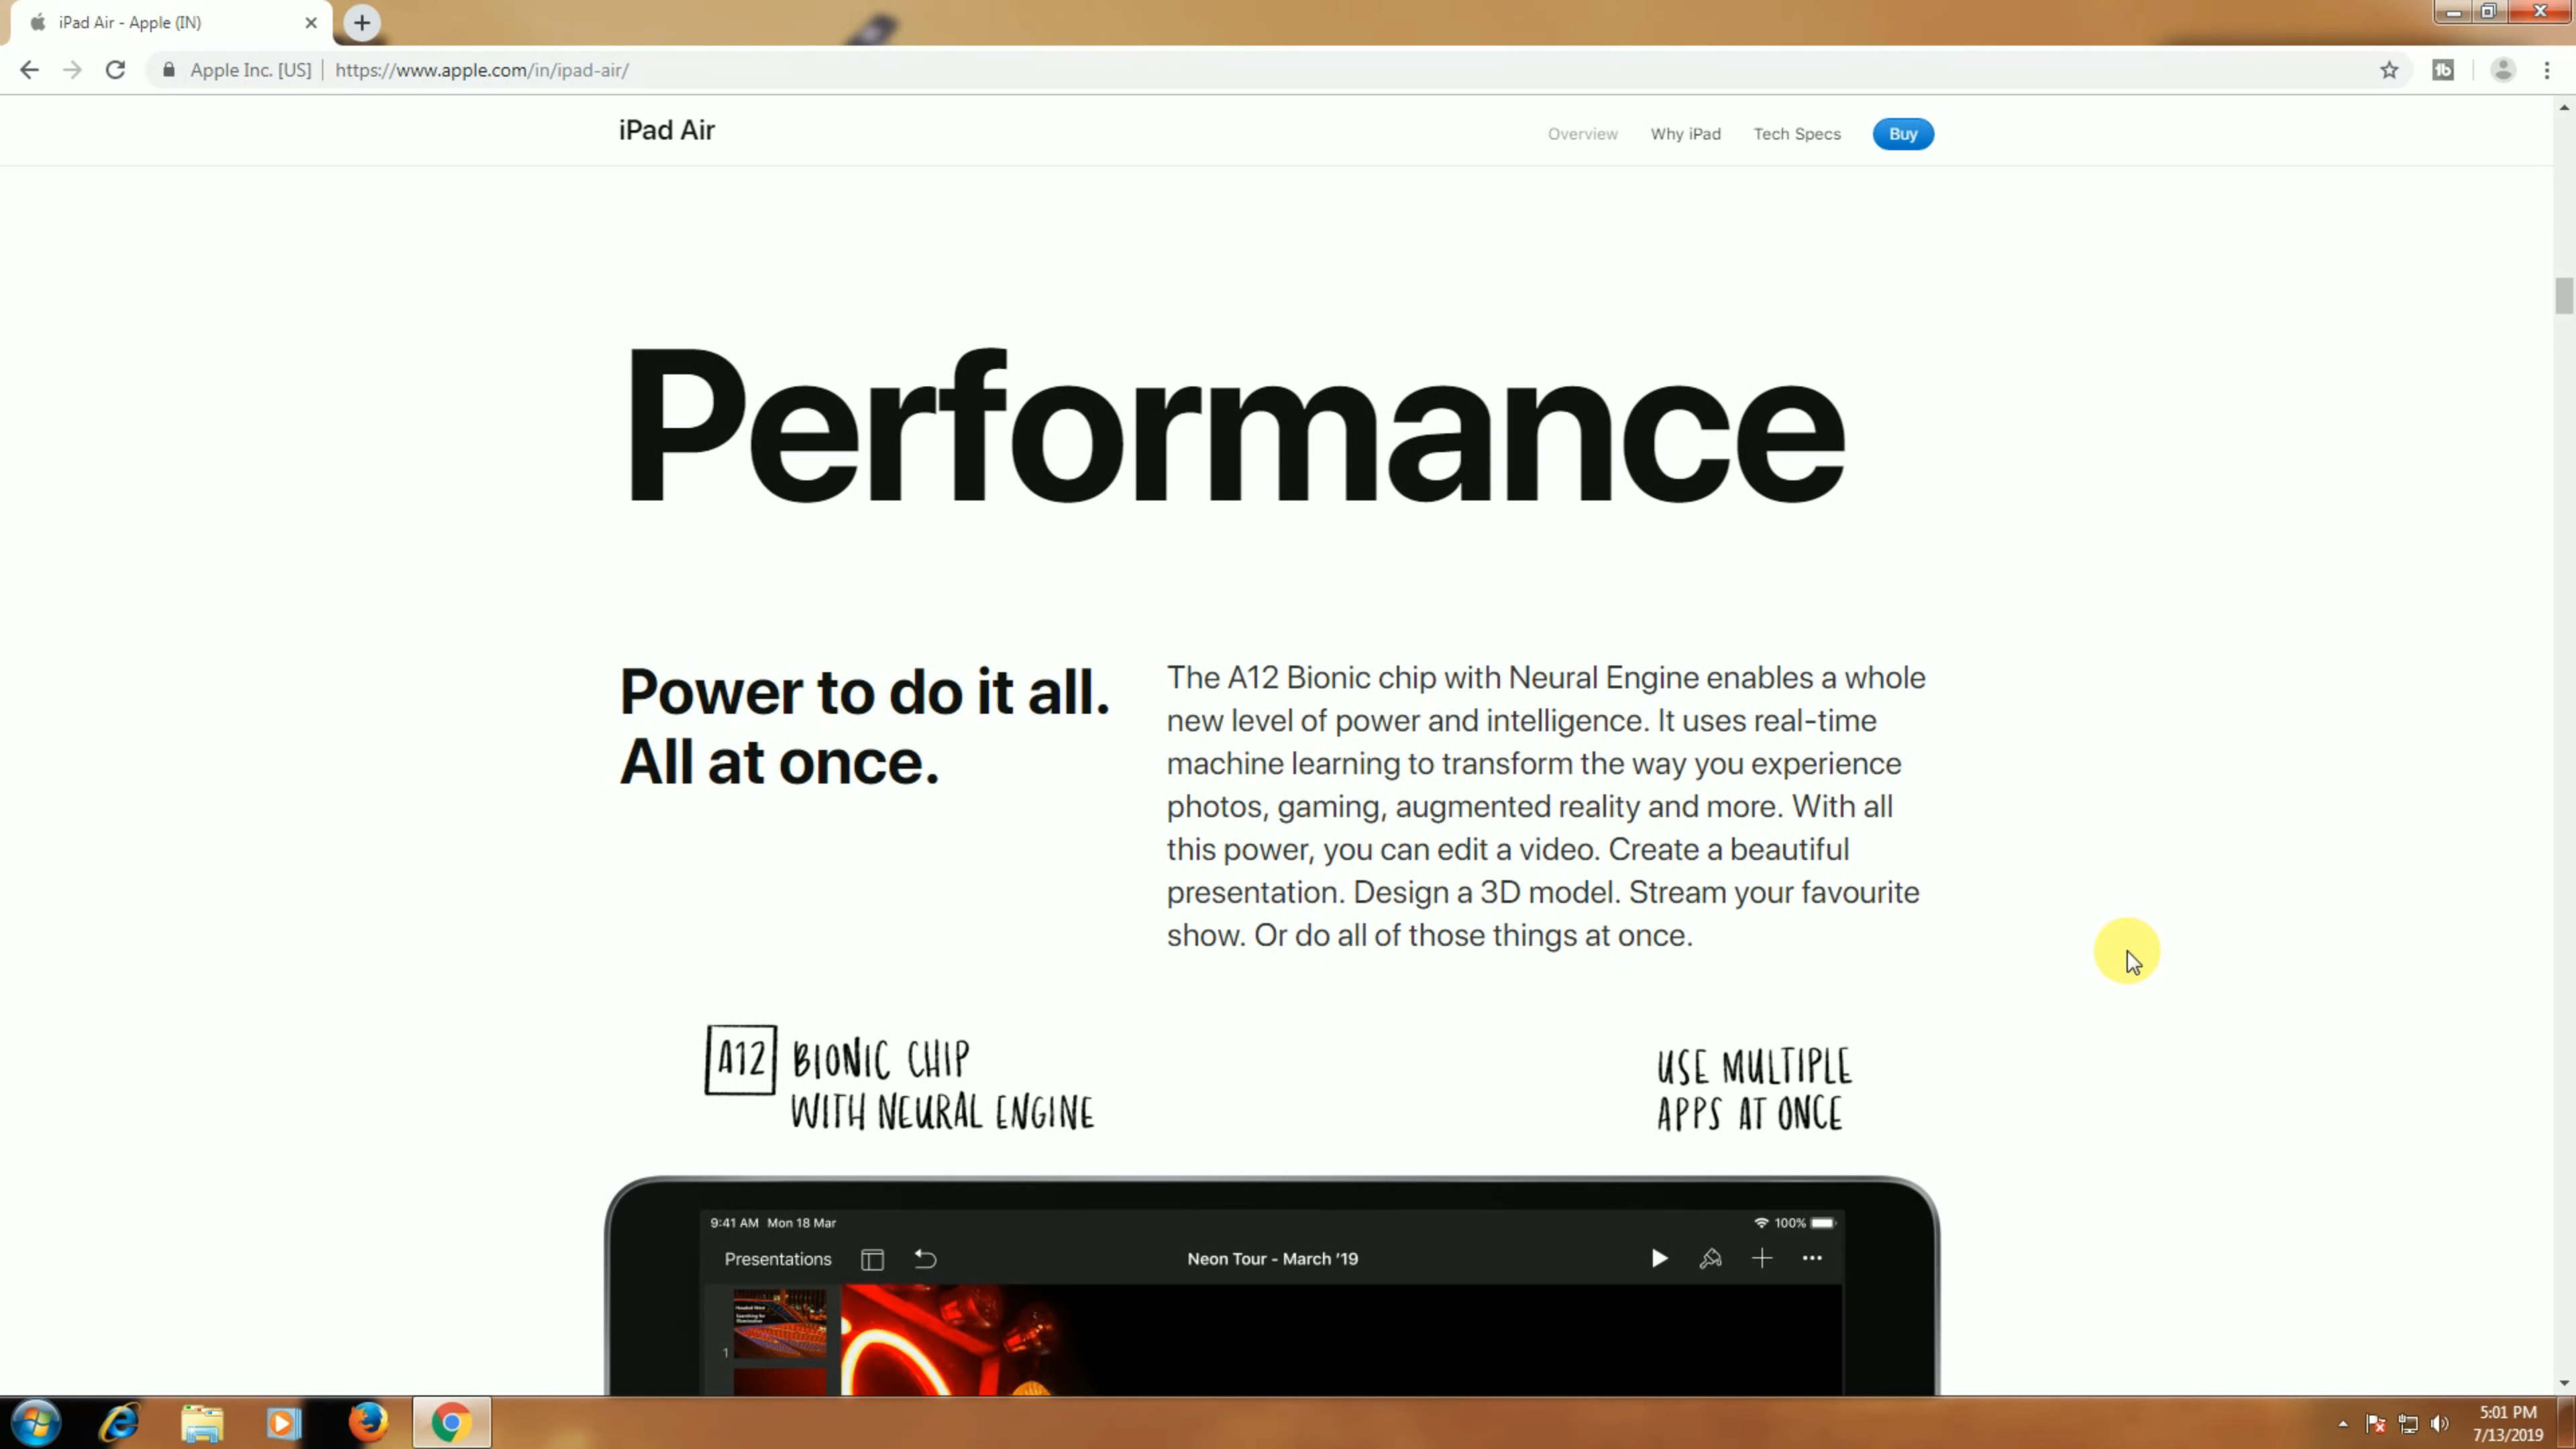 iPad Air - Apple (IN)
Apple Inc. [US] | https://www.apple.com/in/ipad-air/
iPad Air
Overview Why iPad Tech Specs Buy
Performance
Power to do it all.
All at once.
The A12 Bionic chip with Neural Engine enables a whole
new level of power and intelligence. It uses real-time
machine learning to transform the way you experience
photos, gaming, augmented reality and more. With all
this power, you can edit a video. Create a beautiful
presentation. Design a 3D model. Stream your favourite
show. Or do all of those things at once.
A12 BIONIC CHIP
WITH NEURAL ENGINE
USE MULTIPLE
APPS AT ONCE
9:41 AM Mon 18 Mar 100%
Presentations Neon Tour - March '19
1
5:01 PM
7/13/2019